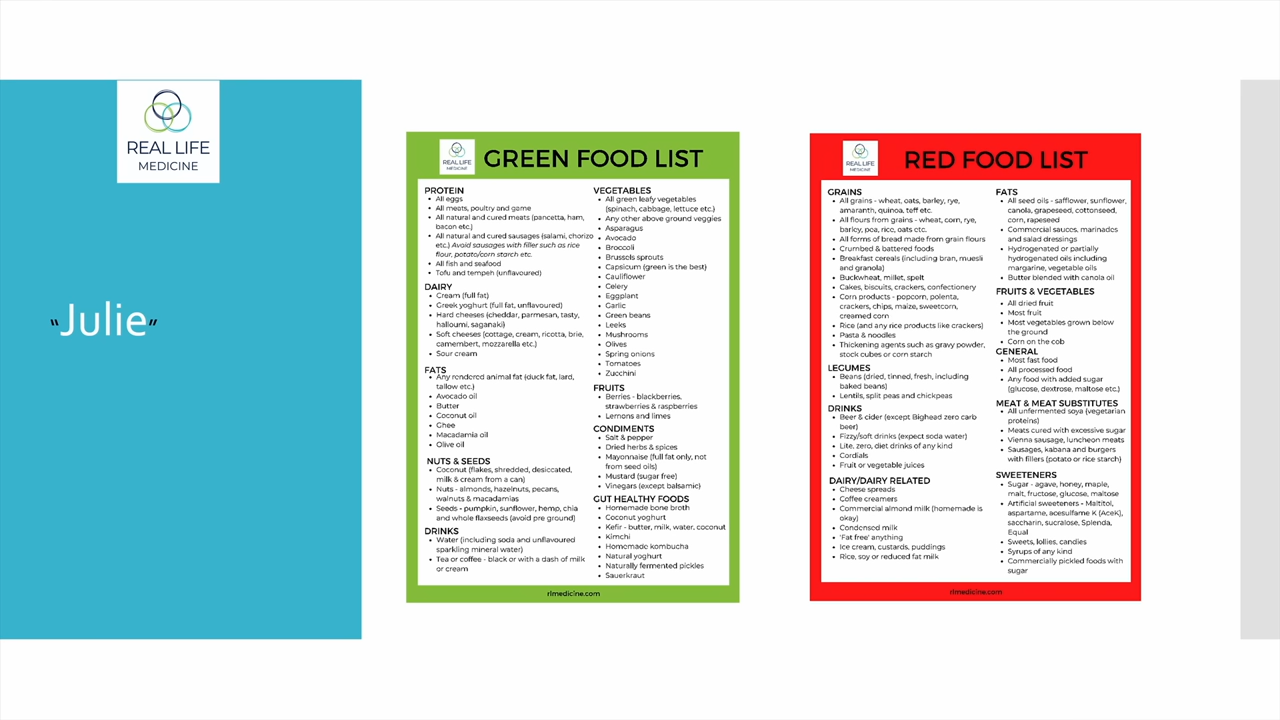 REAL LIFE
MEDICINE
"Julie"
REAL LIFE
MEDICINE
GREEN FOOD LIST
PROTEIN
All eggs
All meats, poultry and game
All natural and cured meats (pancetta, ham,
bacon etc.)
All natural and cured sausages (salami, chorizo
etc.) Avoid sausages with filler such as rice
flour, potato/corn starch etc.
All fish and seafood
Tofu and tempeh (unflavoured)
DAIRY
Cream (full fat)
Greek yoghurt (full fat, unflavoured)
Hard cheeses (cheddar, parmesan, tasty,
halloumi, saganaki)
Soft cheeses (cottage, cream, ricotta, brie,
camembert, mozzarella etc.)
Sour cream
FATS
Any rendered animal fat (duck fat, lard,
tallow etc.)
Avocado oil
Butter
Coconut oil
Ghee
Macadamia oil
Olive oil
NUTS & SEEDS
Coconut (flakes, shredded, desiccated,
milk & cream from a can)
Nuts - almonds, hazelnuts, pecans,
walnuts & macadamias
Seeds - pumpkin, sunflower, hemp, chia
and whole flaxseeds (avoid pre ground)
DRINKS
Water (including soda and unflavoured
sparkling mineral water)
Tea or coffee - black or with a dash of milk
or cream
VEGETABLES
All green leafy vegetables
(spinach, cabbage, lettuce etc.)
Any other above ground veggies
Asparagus
Avocado
Broccoli
Brussels sprouts
Capsicum (green is the best)
Cauliflower
Celery
Eggplant
Garlic
Green beans
Leeks
Mushrooms
Olives
Spring onions
Tomatoes
Zucchini
FRUITS
Berries - blackberries,
strawberries & raspberries
Lemons and limes
CONDIMENTS
Salt & pepper
Dried herbs & spices
Mayonnaise (full fat only, not
from seed oils)
Mustard (sugar free)
Vinegars (except balsamic)
GUT HEALTHY FOODS
Homemade bone broth
Coconut yoghurt
Kefir - butter, milk, water, coconut
Kimchi
Homemade kombucha
Natural yoghurt
Naturally fermented pickles
Sauerkraut
rlmedicine.com
REAL LIFE
MEDICINE
RED FOOD LIST
GRAINS
All grains - wheat, oats, barley, rye,
amaranth, quinoa, teff etc.
All flours from grains - wheat, corn, rye,
barley, pea, rice, oats etc.
All forms of bread made from grain flours
Crumbed & battered foods
Breakfast cereals (including bran, muesli
and granola)
Buckwheat, millet, spelt
Cakes, biscuits, crackers, confectionery
Corn products - popcorn, polenta,
crackers, chips, maize, sweetcorn,
creamed corn
Rice (and any rice products like crackers)
Pasta & noodles
Thickening agents such as gravy powder,
stock cubes or corn starch
LEGUMES
Beans (dried, tinned, fresh, including
baked beans)
Lentils, split peas and chickpeas
DRINKS
Beer & cider (except Bighead zero carb
beer)
Fizzy/soft drinks (expect soda water)
Lite, zero, diet drinks of any kind
Cordials
Fruit or vegetable juices
DAIRY/DAIRY RELATED
Cheese spreads
Coffee creamers
Commercial almond milk (homemade is
okay)
Condensed milk
'Fat free' anything
Ice cream, custards, puddings
Rice, soy or reduced fat milk
FATS
All seed oils - safflower, sunflower,
canola, grapeseed, cottonseed,
corn, rapeseed
Commercial sauces, marinades
and salad dressings
Hydrogenated or partially
hydrogenated oils including
margarine, vegetable oils
Butter blended with canola oil
FRUITS & VEGETABLES
All dried fruit
Most fruit
Most vegetables grown below
the ground
Corn on the cob
GENERAL
Most fast food
All processed food
Any food with added sugar
(glucose, dextrose, maltose etc.)
MEAT & MEAT SUBSTITUTES
All unfermented soya (vegetarian
proteins)
Meats cured with excessive sugar
Vienna sausage, luncheon meats
Sausages, kabana and burgers
with fillers (potato or rice starch)
SWEETENERS
Sugar - agave, honey, maple,
malt, fructose, glucose, maltose
Artificial sweeteners - Maltitol,
aspartame, acesulfame K [AceK],
saccharin, sucralose, Splenda,
Equal
Sweets, lollies, candies
Syrups of any kind
Commercially pickled foods with
sugar
rlmedicine.com